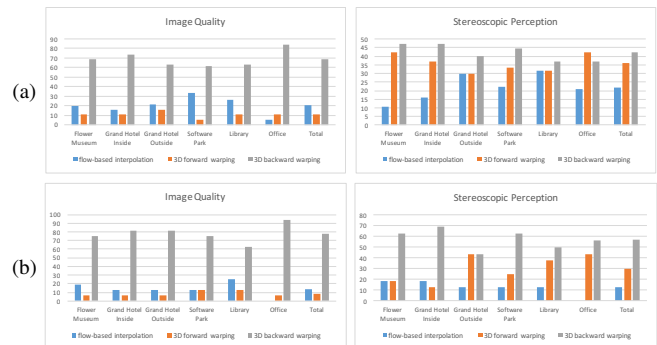 (a)
Image Quality
90
80
70
60
50
40
30
20
10
0
Flower Museum
Grand Hotel Inside
Grand Hotel Outside
Software Park
Library
Office
Total
flow-based interpolation
3D forward warping
3D backward warping
Stereoscopic Perception
50
45
40
35
30
25
20
15
10
5
0
Flower Museum
Grand Hotel Inside
Grand Hotel Outside
Software Park
Library
Office
Total
flow-based interpolation
3D forward warping
3D backward warping
(b)
Image Quality
100
90
80
70
60
50
40
30
20
10
0
Flower Museum
Grand Hotel Inside
Grand Hotel Outside
Software Park
Library
Office
Total
flow-based interpolation
3D forward warping
3D backward warping
Stereoscopic Perception
80
70
60
50
40
30
20
10
0
Flower Museum
Grand Hotel Inside
Grand Hotel Outside
Software Park
Library
Office
Total
flow-based interpolation
3D forward warping
3D backward warping